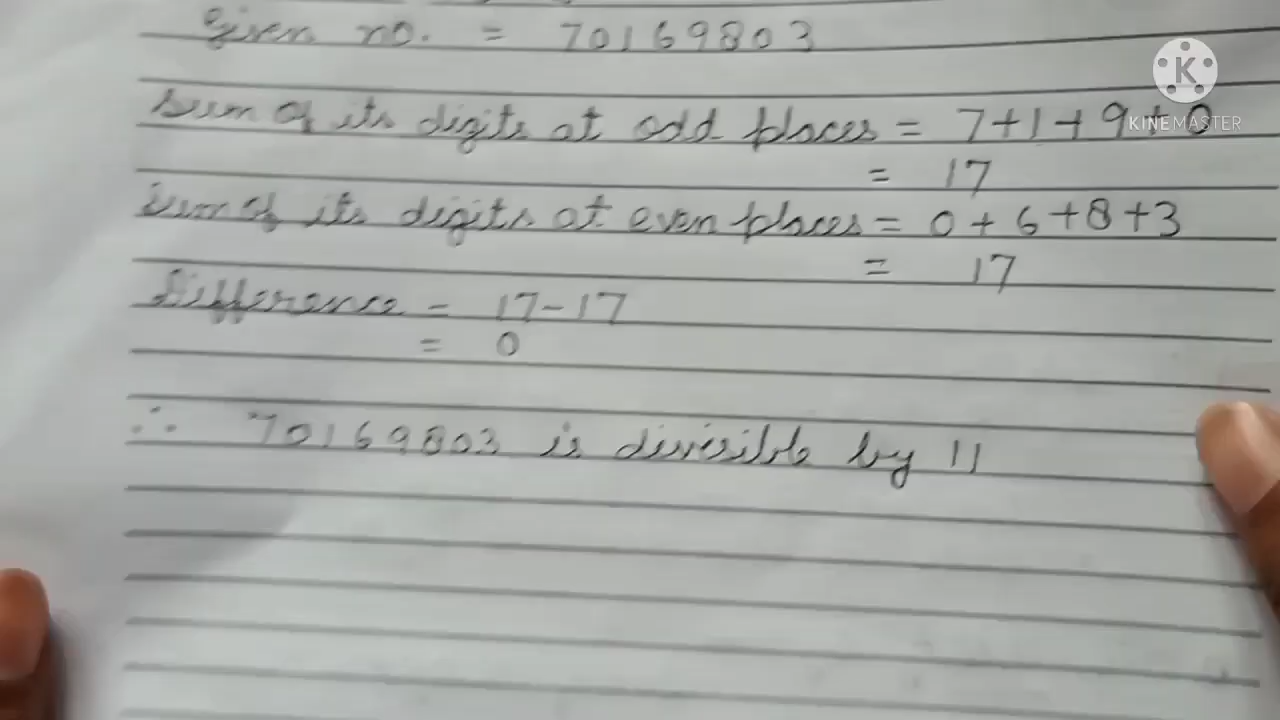 Given no. = 70169803
K
KINEMASTER
Sum of its digits at odd places = 7+1+9+0
= 17
Sum of its digits at even places = 0+6+8+3
= 17
Difference = 17-17
= 0
∴ 70169803 is divisible by 11